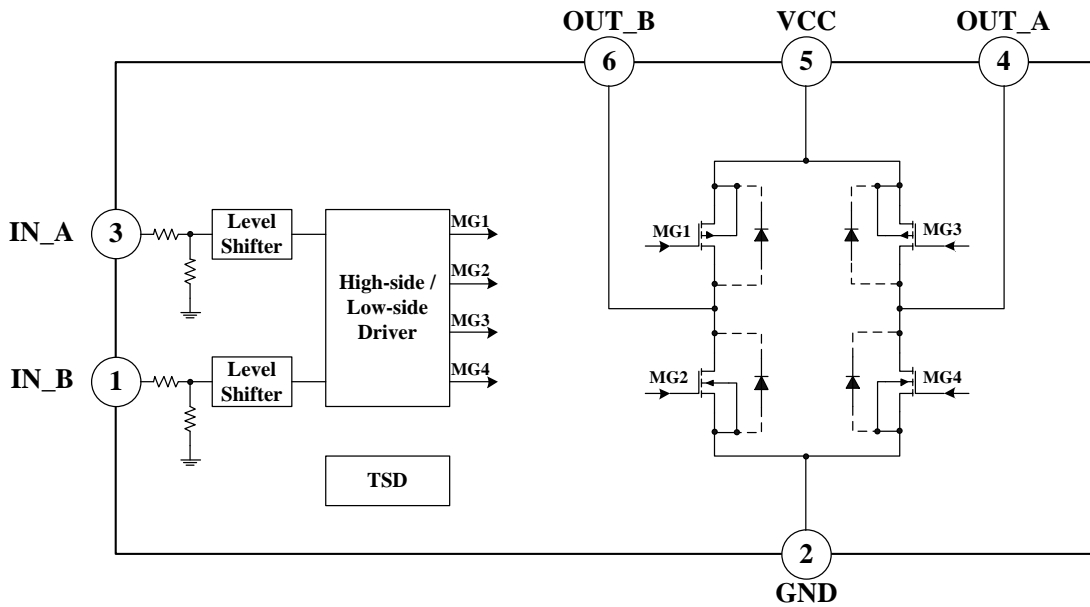 OUT_B VCC OUT_A
6 5 4
IN_A 3 Level
Shifter
High-side /
Low-side
Driver
MG1
MG2
MG3
MG4
IN_B 1 Level
Shifter
TSD
MG1 MG3
MG2 MG4
2
GND